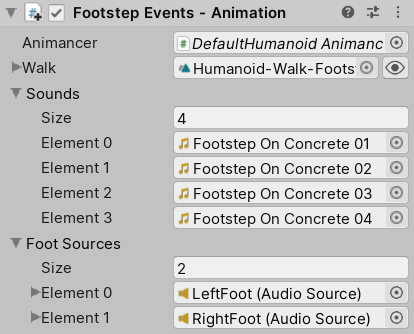 Footstep Events - Animation
Animancer DefaultHumanoid Animanc
Walk Humanoid-Walk-Foots
Sounds
Size 4
Element 0 Footstep On Concrete 01
Element 1 Footstep On Concrete 02
Element 2 Footstep On Concrete 03
Element 3 Footstep On Concrete 04
Foot Sources
Size 2
Element 0 LeftFoot (Audio Source)
Element 1 RightFoot (Audio Source)